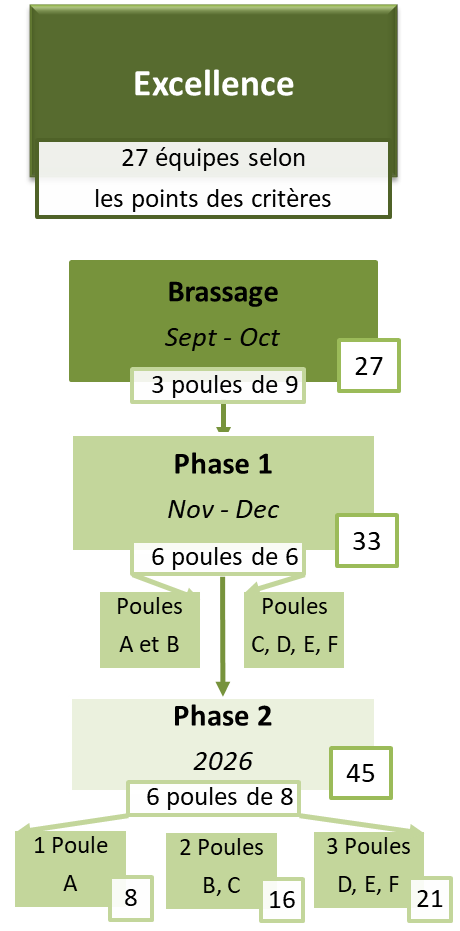 Excellence
27 équipes selon
les points des critères
Brassage
Sept - Oct
27
3 poules de 9
Phase 1
Nov - Dec
33
6 poules de 6
Poules
A et B
Poules
C, D, E, F
Phase 2
2026
45
6 poules de 8
1 Poule
A
8
2 Poules
B, C
16
3 Poules
D, E, F
21